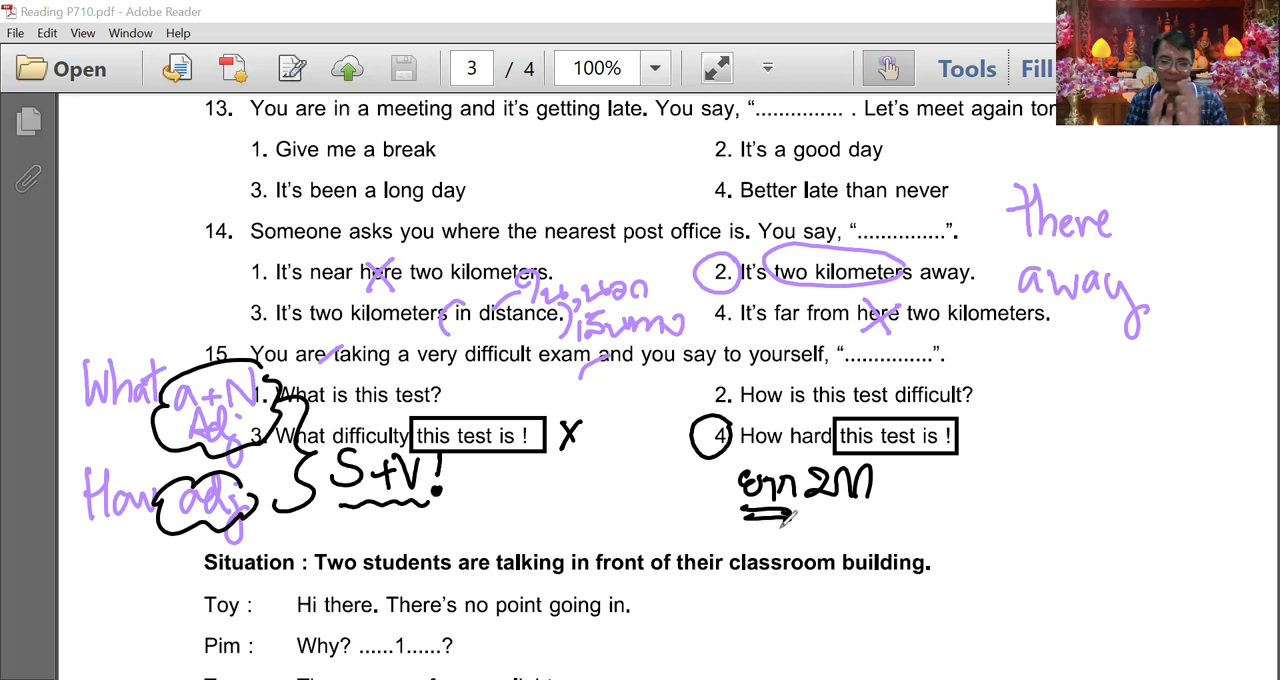 Reading P710.pdf - Adobe Reader
File Edit View Window Help
Open 3 / 4 100% Tools Fill
13. You are in a meeting and it's getting late. You say, “............... . Let's meet again ton
1. Give me a break 2. It's a good day
3. It's been a long day 4. Better late than never
there
14. Someone asks you where the nearest post office is. You say, “...............”.
1. It's near here two kilometers. 2. It's two kilometers away.
away
3. It's two kilometers (in distance.) 4. It's far from here two kilometers.
15. You are taking a very difficult exam and you say to yourself, “...............”.
What a+N
Adj
1. What is this test? 2. How is this test difficult?
3. What difficulty this test is ! X 4. How hard this test is !
How adj
S+V!
Situation : Two students are talking in front of their classroom building.
Toy : Hi there. There's no point going in.
Pim : Why? ......1......?